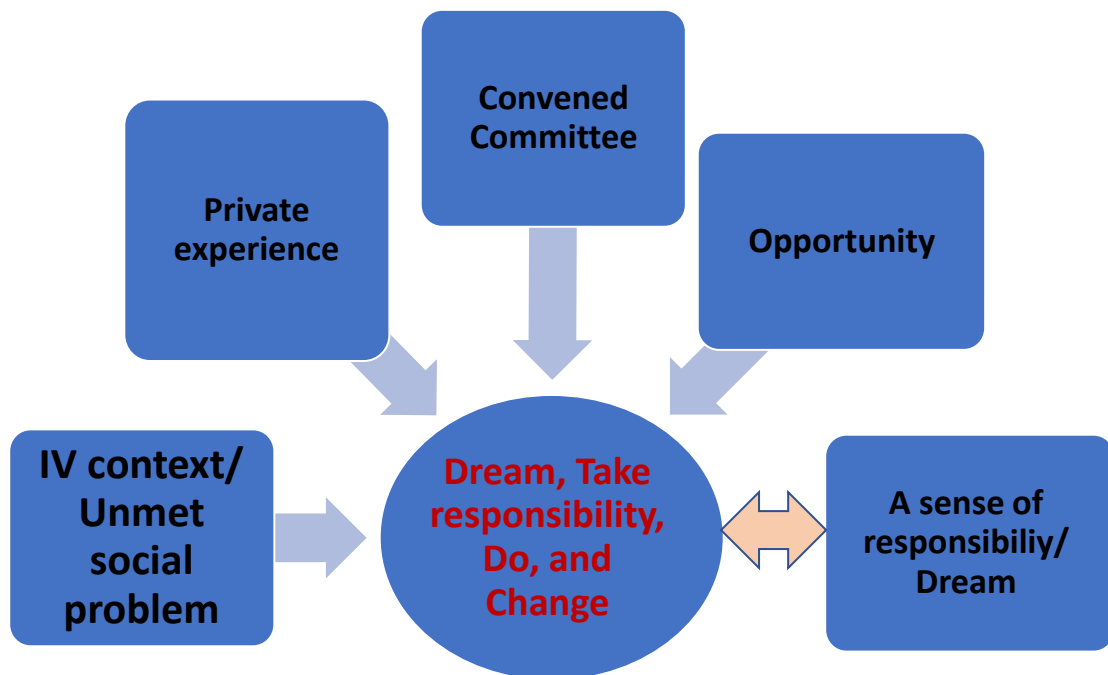 Convened
Committee
Private
experience
Opportunity
IV context/
Unmet
social
problem
Dream, Take
responsibility,
Do, and
Change
A sense of
responsibiliy/
Dream